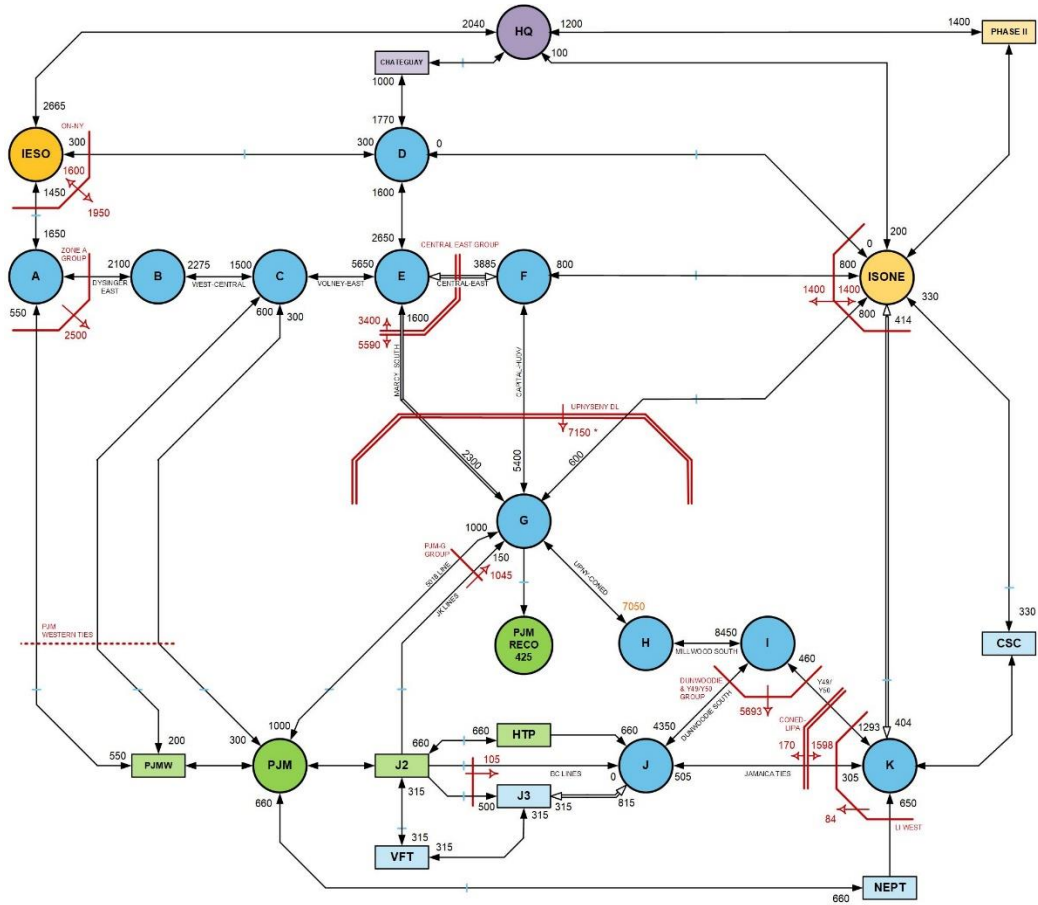 2040
HQ
1200
1400
PHASE II
100
CHATEGUAY
1000
2665
1770
ON-NY
300
IESO
300
D
0
1600
1450
1950
1600
200
0
1650
ZONE A
GROUP
2650
CENTRAL EAST GROUP
A
2100
B
2275
1500
C
5650
E
3885
F
800
800
ISONE
DYSINGER
EAST
WEST-CENTRAL
VOLNEY-EAST
CENTRAL-EAST
550
600
300
1600
1400
1400
800
330
414
2500
3400
5590
MARCY SOUTH
CAPITAL-HUDV
UPNYSENY DL
7150 *
2300
5400
600
1000
G
PJM-G
GROUP
150
1045
5018 LINE
JK LINES
UPNY-CONED
7050
PJM
WESTERN TIES
PJM
RECO
425
H
8450
I
MILLWOOD SOUTH
330
CSC
460
DUNWOODIE
& Y49/Y50
GROUP
DUNWOODIE SOUTH
5693
Y49/
Y50
CONED-
LIPA
1000
660
660
HTP
660
4350
170
1598
1293
404
550
200
300
PJMW
PJM
J2
105
BC LINES
0
J
505
JAMAICA TIES
305
K
660
315
500
J3
315
815
315
650
84
LI WEST
315
VFT
315
660
NEPT